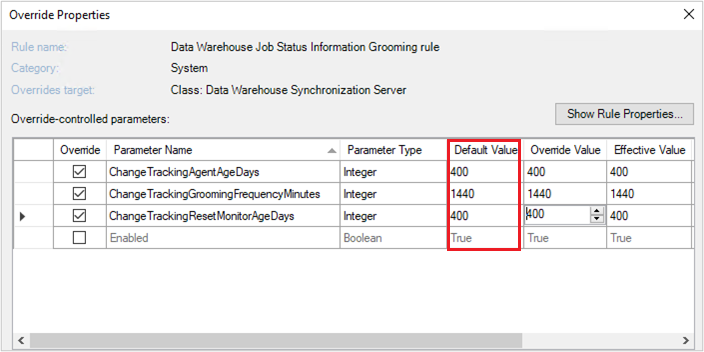 Override Properties
Rule name: Data Warehouse Job Status Information Grooming rule
Category: System
Overrides target: Class: Data Warehouse Synchronization Server
Override-controlled parameters: Show Rule Properties...
Override Parameter Name Parameter Type Default Value Override Value Effective Value
ChangeTrackingAgentAgeDays Integer 400 400 400
ChangeTrackingGroomingFrequencyMinutes Integer 1440 1440 1440
ChangeTrackingResetMonitorAgeDays Integer 400 400 400
Enabled Boolean True True True